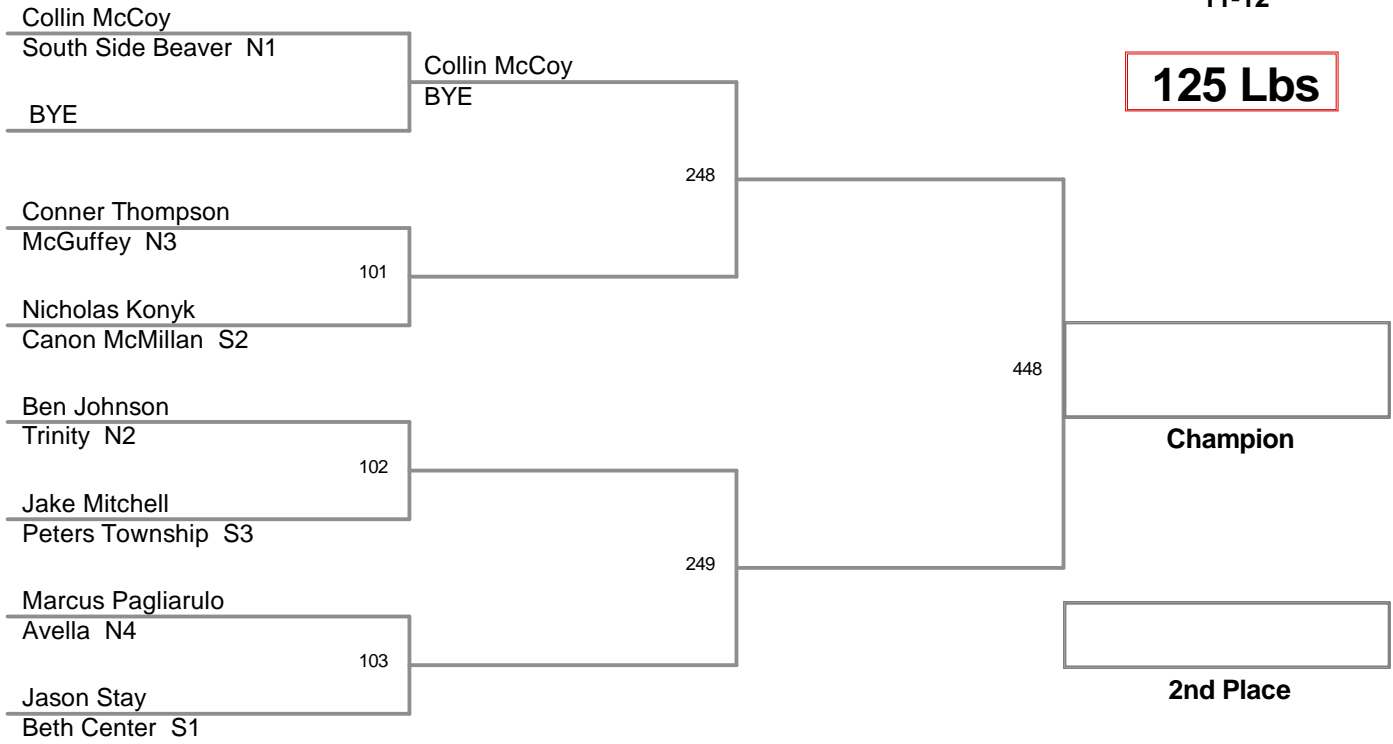 11-12
125 Lbs
Collin McCoy
South Side Beaver N1
BYE
Collin McCoy
BYE
248
Conner Thompson
McGuffey N3
101
Nicholas Konyk
Canon McMillan S2
448
Ben Johnson
Trinity N2
102
Jake Mitchell
Peters Township S3
249
Marcus Pagliarulo
Avella N4
103
Jason Stay
Beth Center S1
Champion
2nd Place